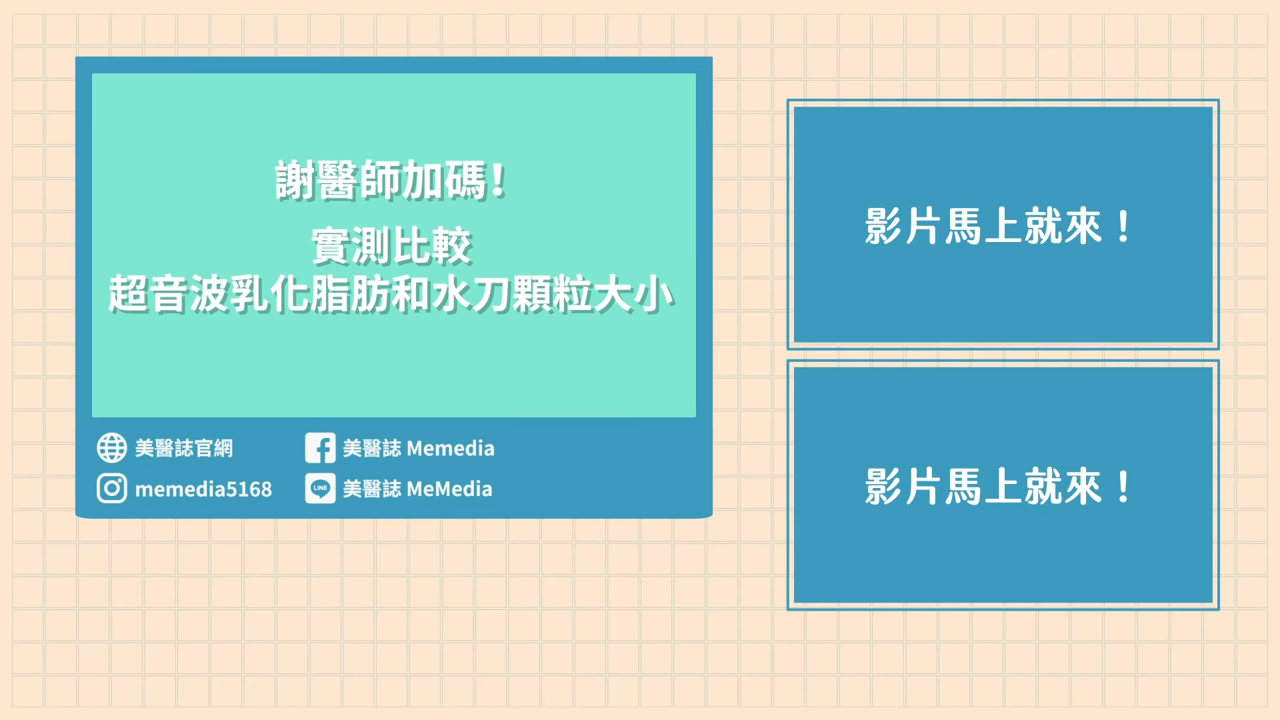 謝醫師加碼!
實測比較
超音波乳化脂肪和水刀顆粒大小
美醫誌官網
美醫誌 Memedia
memedia5168
LINE
美醫誌 MeMedia
影片馬上就來！
影片馬上就來！